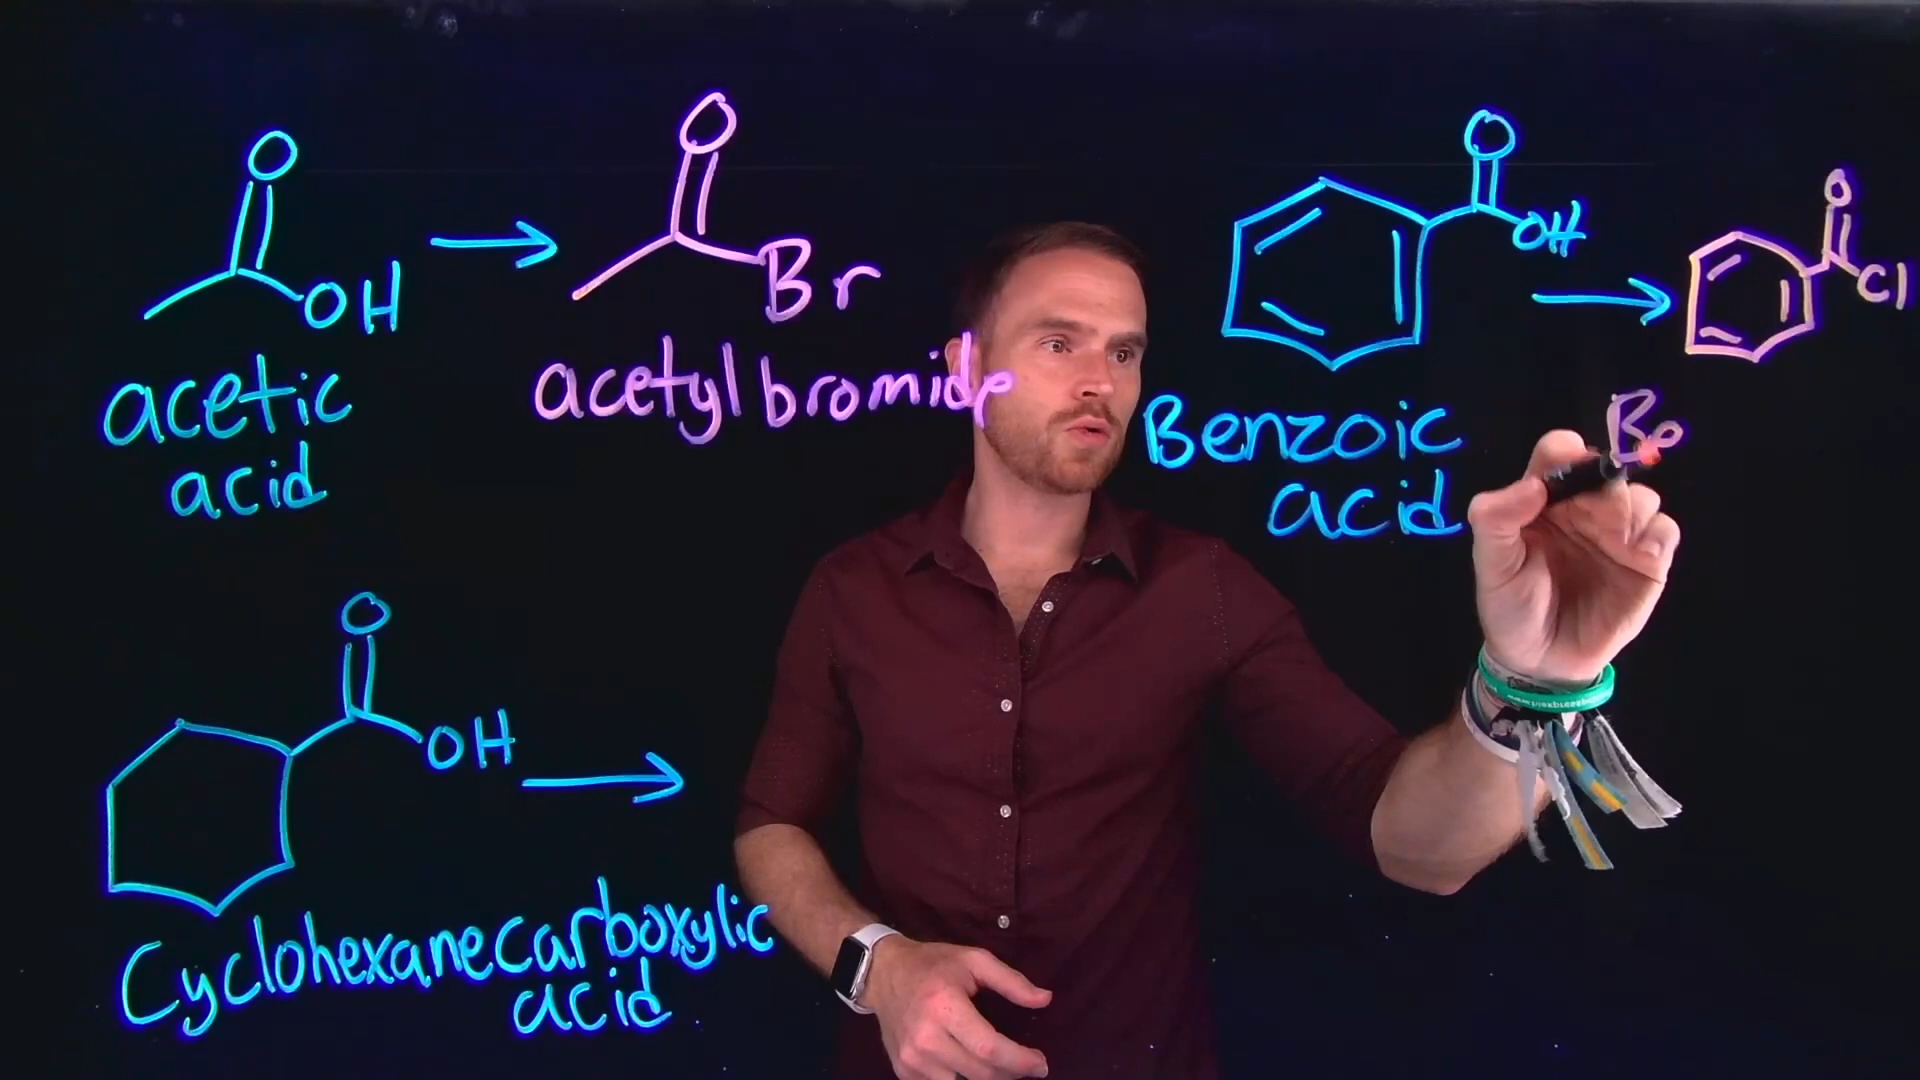 O
OH
acetic
acid
O
Br
acetyl bromide
O
OH
Benzoic
acid
O
Cl
Be
O
OH
Cyclohexanecarboxylic
acid